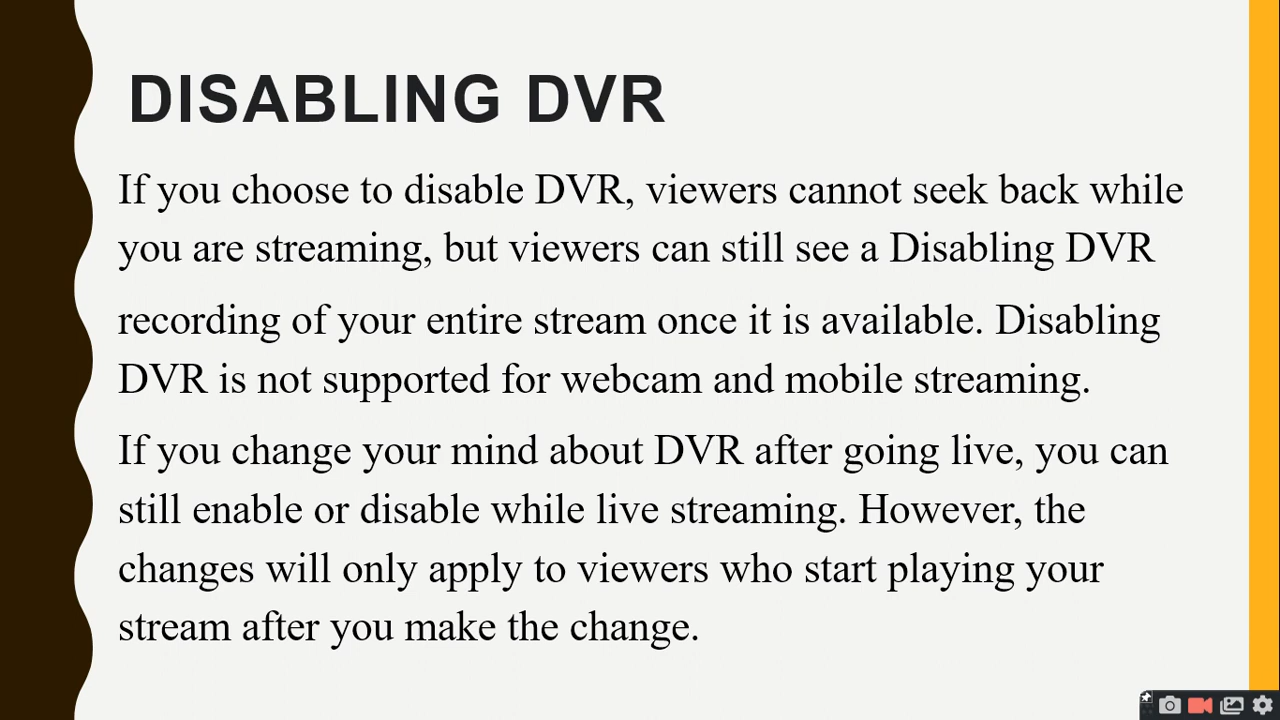 DISABLING DVR
If you choose to disable DVR, viewers cannot seek back while
you are streaming, but viewers can still see a Disabling DVR
recording of your entire stream once it is available. Disabling
DVR is not supported for webcam and mobile streaming.
If you change your mind about DVR after going live, you can
still enable or disable while live streaming. However, the
changes will only apply to viewers who start playing your
stream after you make the change.